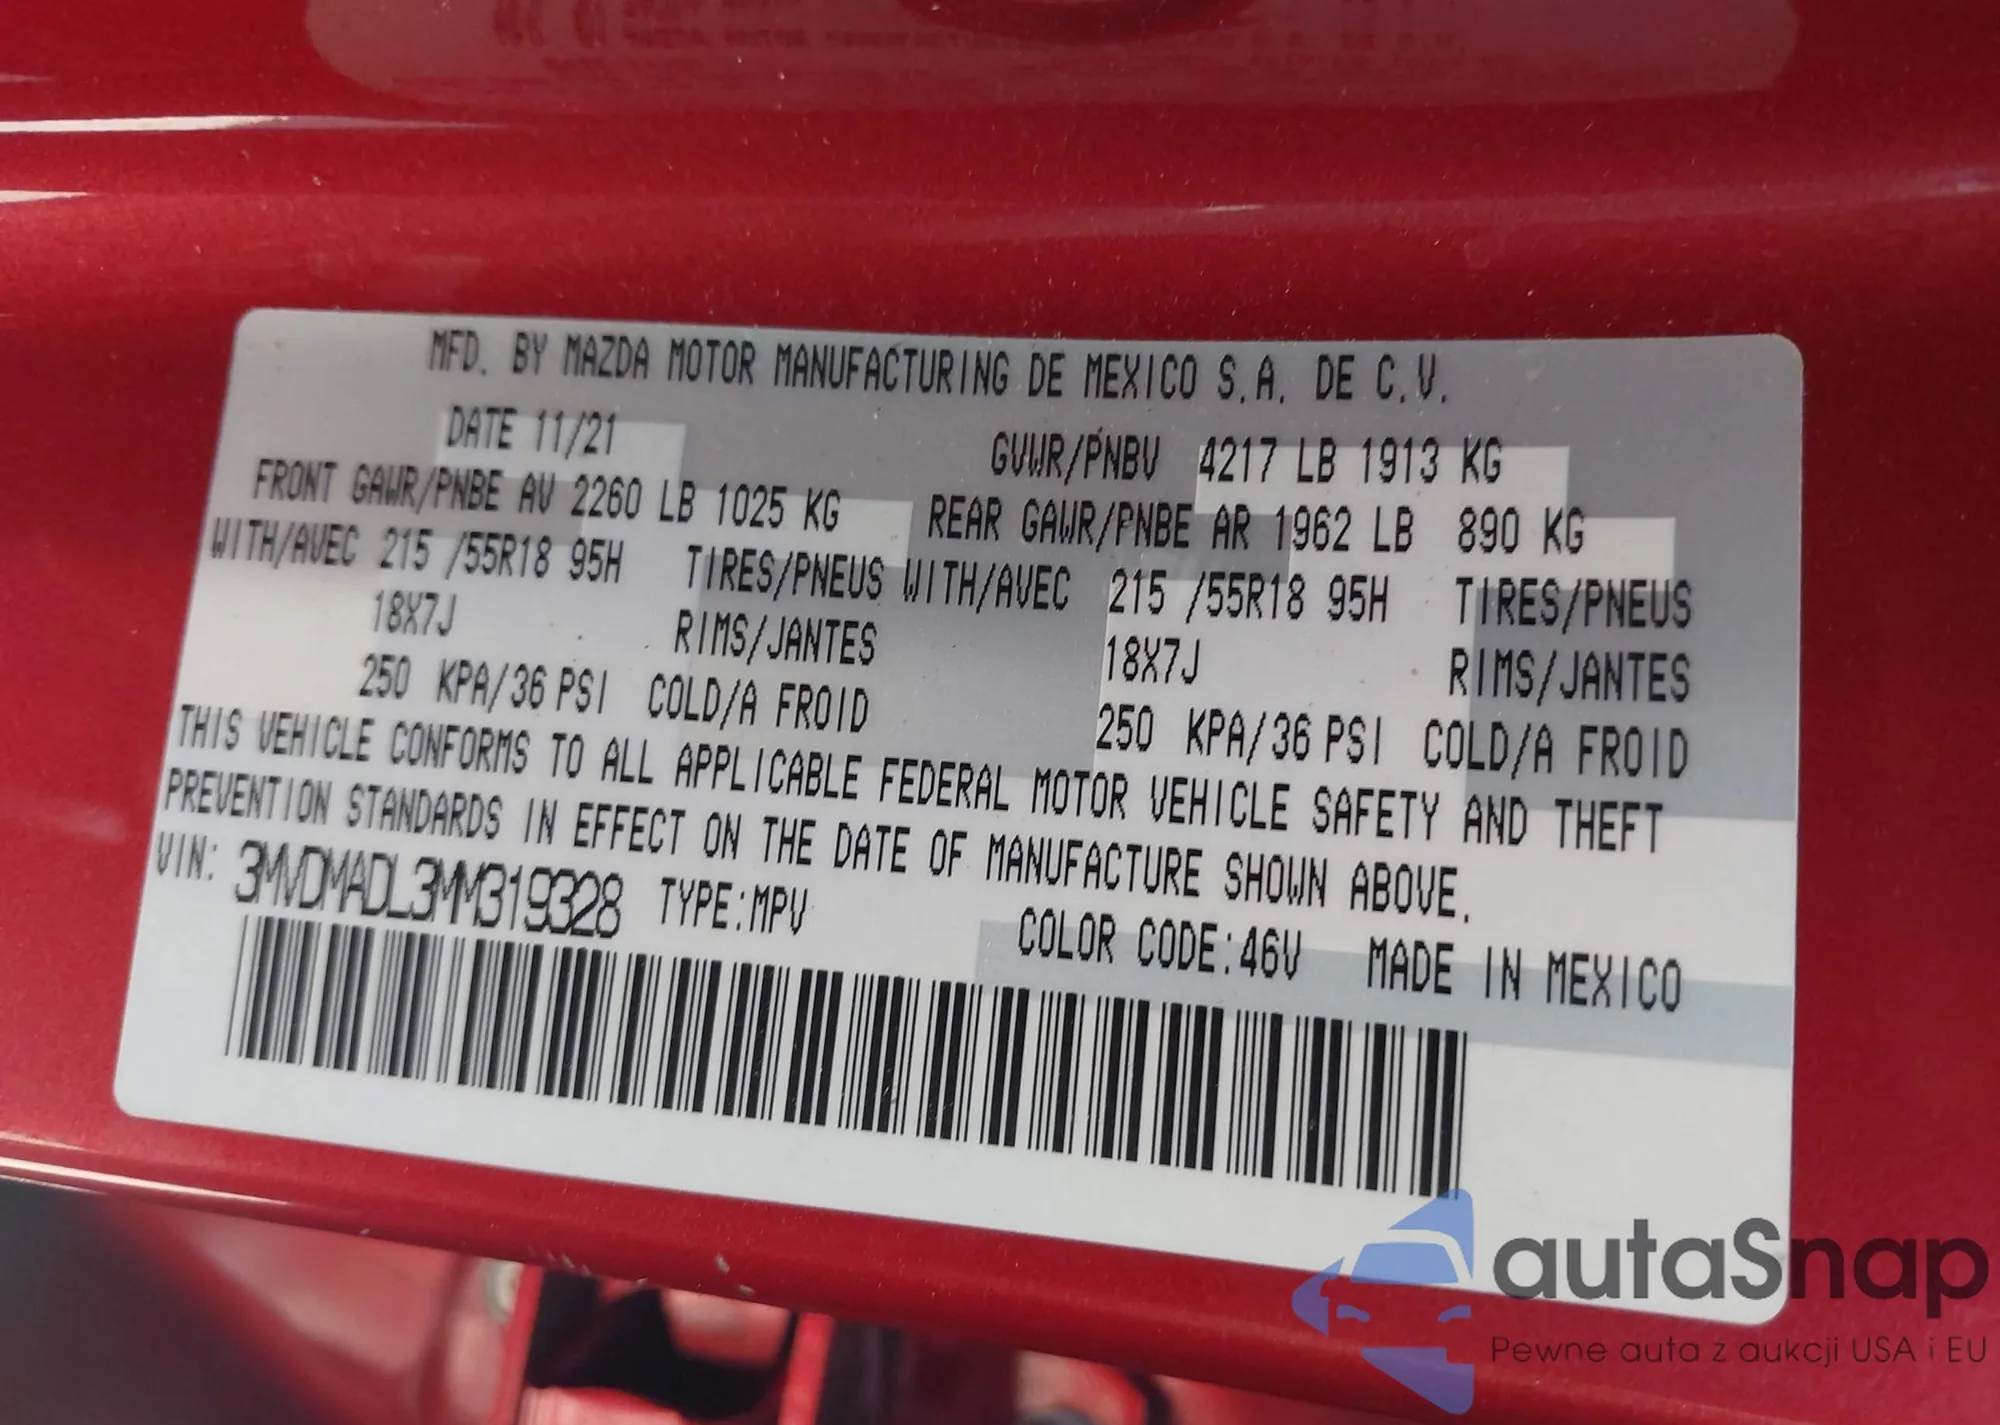 MFD. BY MAZDA MOTOR MANUFACTURING DE MEXICO S.A. DE C.V.
DATE 11/21 GVWR/PNBV 4217 LB 1913 KG
FRONT GAWR/PNBE AV 2260 LB 1025 KG REAR GAWR/PNBE AR 1962 LB 890 KG
WITH/AVEC 215 /55R18 95H TIRES/PNEUS WITH/AVEC 215 /55R18 95H TIRES/PNEUS
18X7J RIMS/JANTES 18X7J RIMS/JANTES
250 KPA/36 PSI COLD/A FROID 250 KPA/36 PSI COLD/A FROID
THIS VEHICLE CONFORMS TO ALL APPLICABLE FEDERAL MOTOR VEHICLE SAFETY AND THEFT
PREVENTION STANDARDS IN EFFECT ON THE DATE OF MANUFACTURE SHOWN ABOVE.
VIN: 3MVDMADL3MM319328 TYPE:MPV COLOR CODE:46V MADE IN MEXICO
autaSnap
Pewne auta z aukcji USA i EU